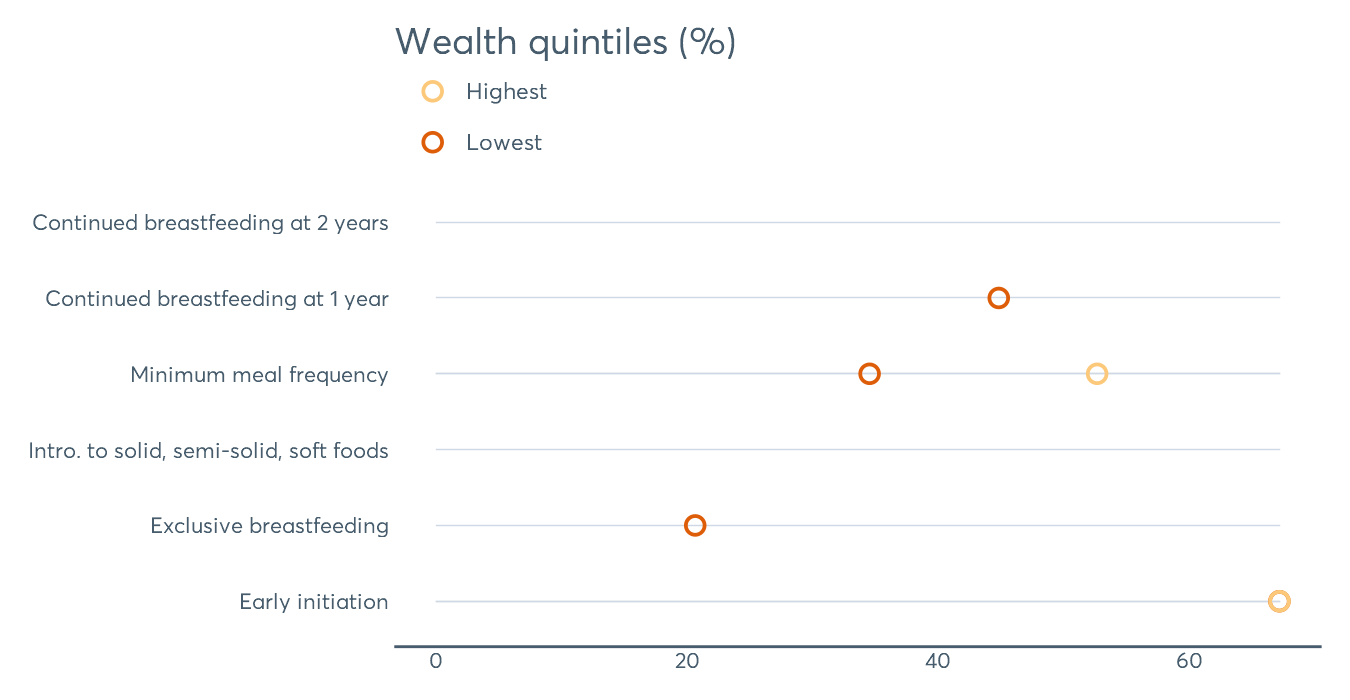 Wealth quintiles (%)
Highest
Lowest
Continued breastfeeding at 2 years
Continued breastfeeding at 1 year
Minimum meal frequency
Intro. to solid, semi-solid, soft foods
Exclusive breastfeeding
Early initiation
0 20 40 60